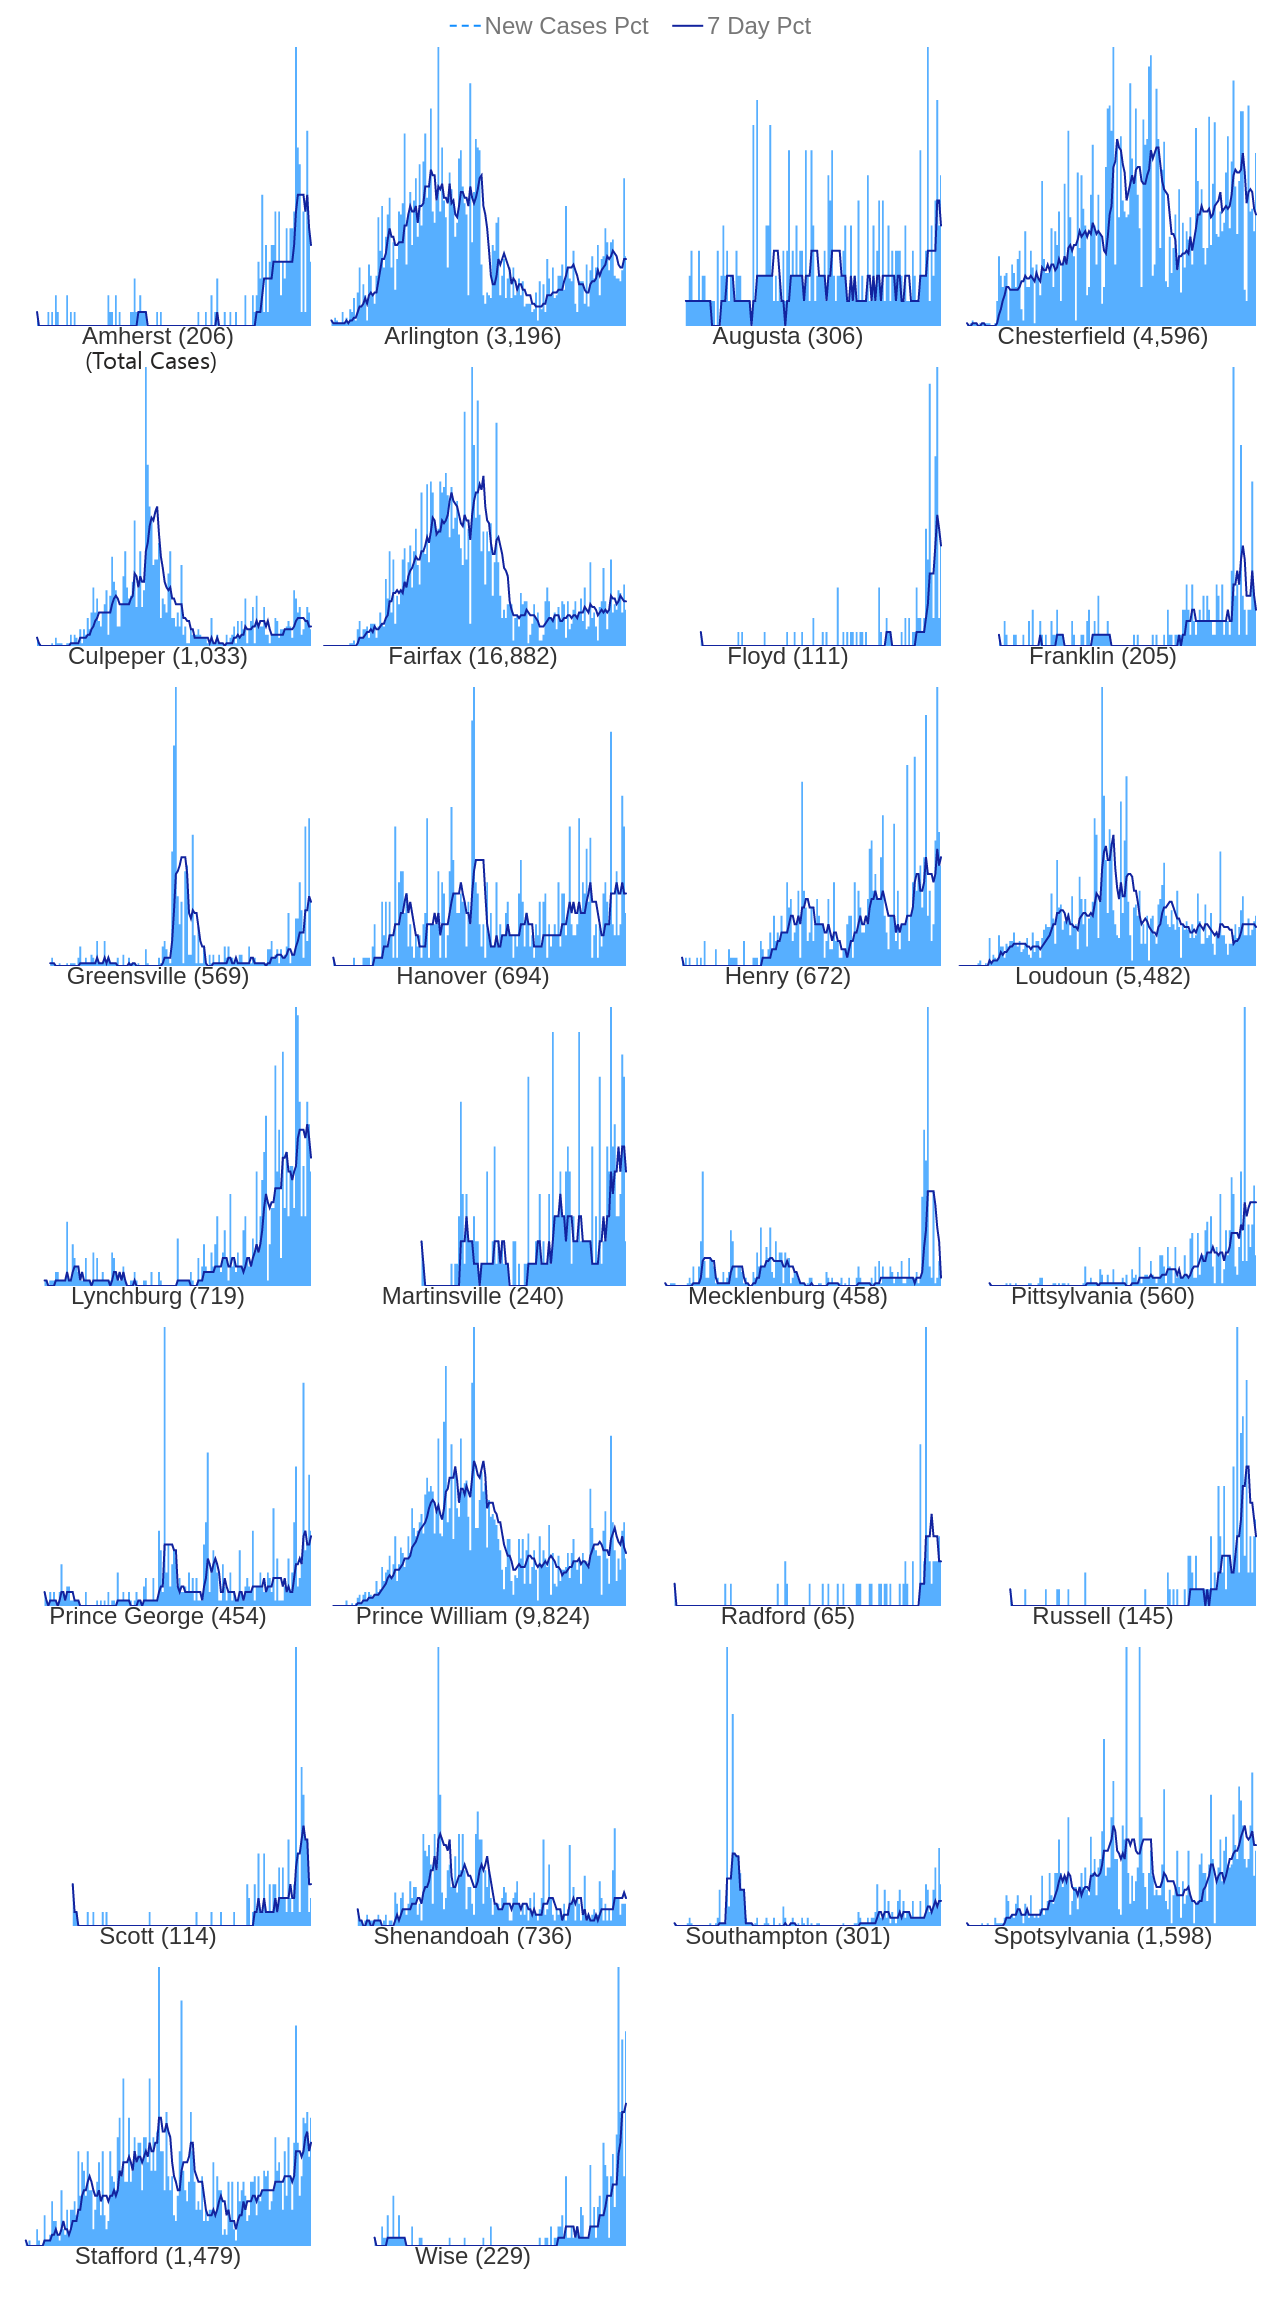 New Cases Pct 7 Day Pct
Amherst (206) Arlington (3,196) Augusta (306) Chesterfield (4,596)
(Total Cases)
Culpeper (1,033) Fairfax (16,882) Floyd (111) Franklin (205)
Greensville (569) Hanover (694) Henry (672) Loudoun (5,482)
Lynchburg (719) Martinsville (240) Mecklenburg (458) Pittsylvania (560)
Prince George (454) Prince William (9,824) Radford (65) Russell (145)
Scott (114) Shenandoah (736) Southampton (301) Spotsylvania (1,598)
Stafford (1,479) Wise (229)